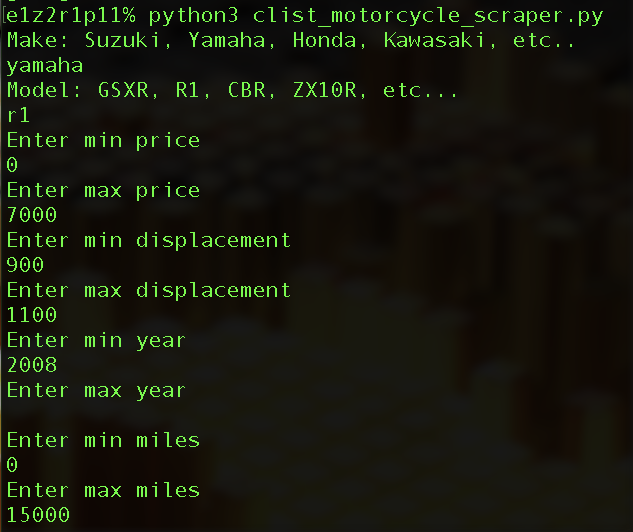 e1z2r1p11% python3 clist_motorcycle_scraper.py
Make: Suzuki, Yamaha, Honda, Kawasaki, etc..
yamaha
Model: GSXR, R1, CBR, ZX10R, etc...
r1
Enter min price
0
Enter max price
7000
Enter min displacement
900
Enter max displacement
1100
Enter min year
2008
Enter max year
Enter min miles
0
Enter max miles
15000